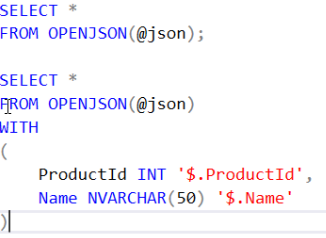 SELECT *
FROM OPENJSON(@json);
SELECT *
FROM OPENJSON(@json)
WITH
(
ProductId INT '$.ProductId',
Name NVARCHAR(50) '$.Name'
)